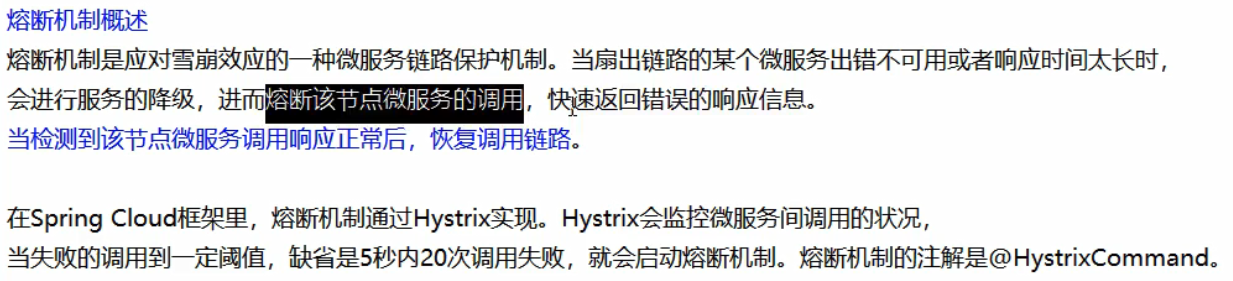 熔断机制概述
熔断机制是应对雪崩效应的一种微服务链路保护机制。当扇出链路的某个微服务出错不可用或者响应时间太长时，
会进行服务的降级，进而熔断该节点微服务的调用，快速返回错误的响应信息。
当检测到该节点微服务调用响应正常后，恢复调用链路。
在Spring Cloud框架里，熔断机制通过Hystrix实现。Hystrix会监控微服务间调用的状况，
当失败的调用到一定阈值，缺省是5秒内20次调用失败，就会启动熔断机制。熔断机制的注解是@HystrixCommand。